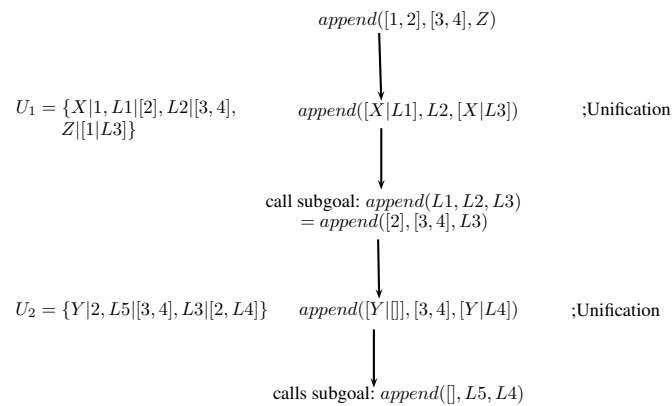 append([1, 2], [3, 4], Z)
U₁ = {X|1, L1|[2], L2|[3, 4], append([X|L1], L2, [X|L3]) ;Unification
Z|[1|L3]}
call subgoal: append(L1, L2, L3)
= append([2], [3, 4], L3)
U₂ = {Y|2, L5|[3, 4], L3|[2, L4]} append([Y|[]], [3, 4], [Y|L4]) ;Unification
calls subgoal: append([], L5, L4)